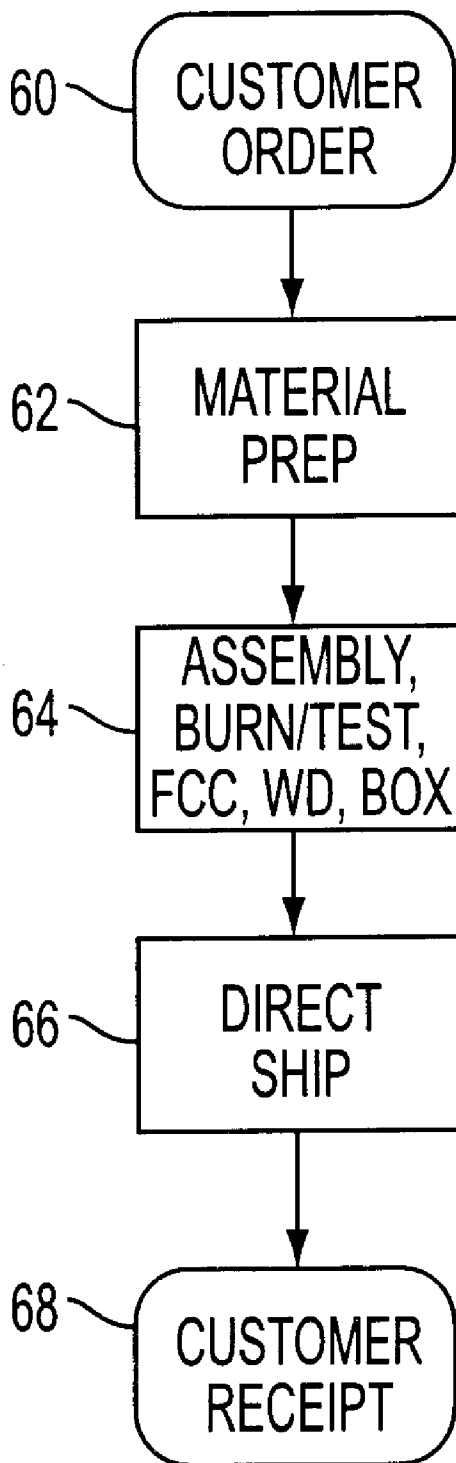 60
CUSTOMER
ORDER
62
MATERIAL
PREP
64
ASSEMBLY,
BURN/TEST,
FCC, WD, BOX
66
DIRECT
SHIP
68
CUSTOMER
RECEIPT